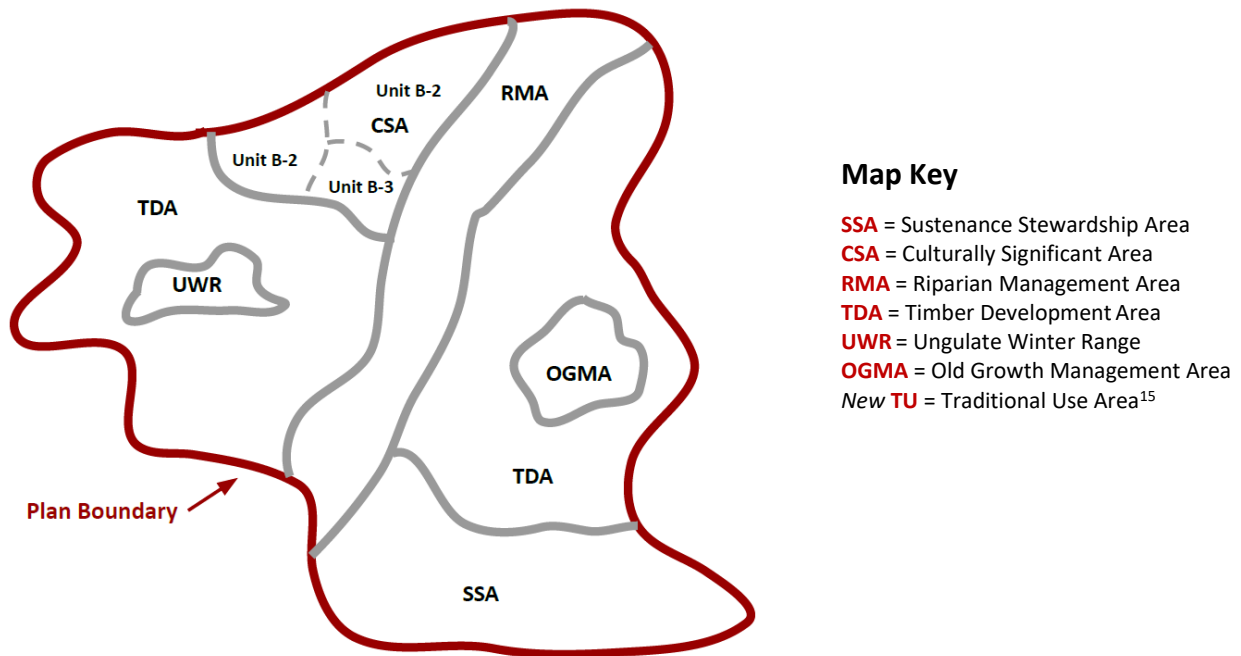 Unit B-2
RMA
CSA
Unit B-2
Unit B-3
TDA
UWR
OGMA
TDA
Plan Boundary
SSA
Map Key
SSA = Sustenance Stewardship Area
CSA = Culturally Significant Area
RMA = Riparian Management Area
TDA = Timber Development Area
UWR = Ungulate Winter Range
OGMA = Old Growth Management Area
New TU = Traditional Use Area¹⁵